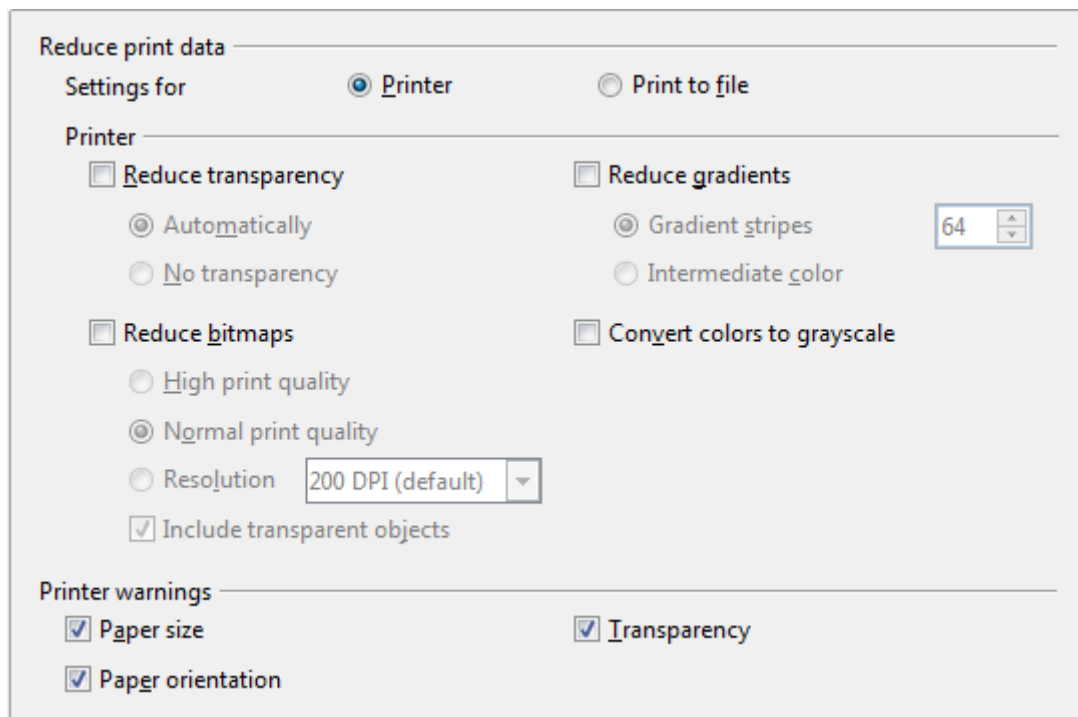 Reduce print data
Settings for Printer Print to file
Printer
Reduce transparency Reduce gradients
Automatically Gradient stripes 64
No transparency Intermediate color
Reduce bitmaps Convert colors to grayscale
High print quality
Normal print quality
Resolution 200 DPI (default)
Include transparent objects
Printer warnings
Paper size Transparency
Paper orientation